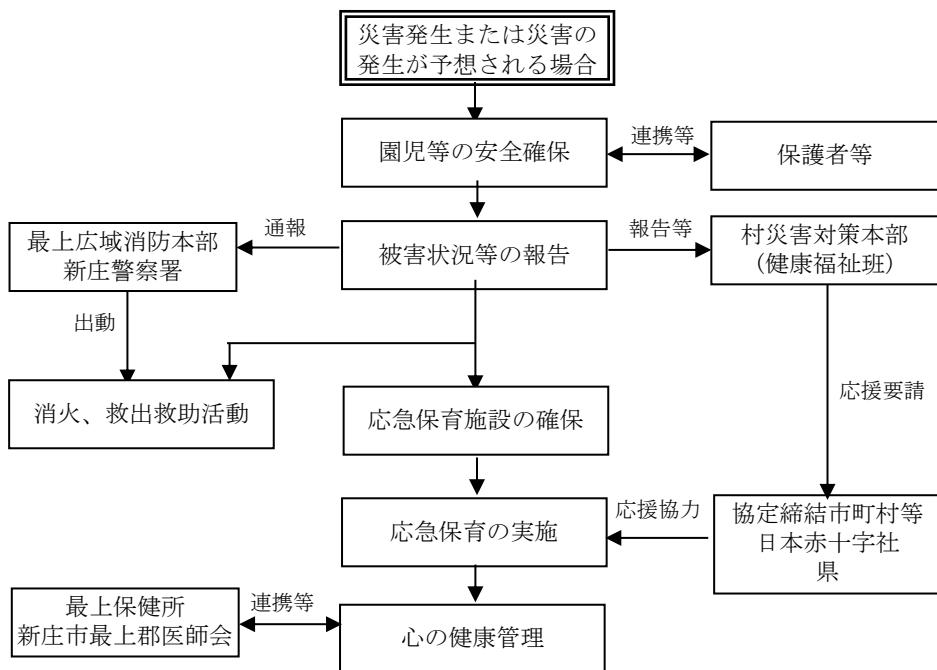 災害発生または災害の
発生が予想される場合
園児等の安全確保
連携等
保護者等
最上広域消防本部
新庄警察署
通報
被害状況等の報告
報告等
村災害対策本部
(健康福祉班)
出動
消火、救出救助活動
応急保育施設の確保
応援要請
応急保育の実施
応援協力
協定締結市町村等
日本赤十字社
県
最上保健所
新庄市最上郡医師会
連携等
心の健康管理